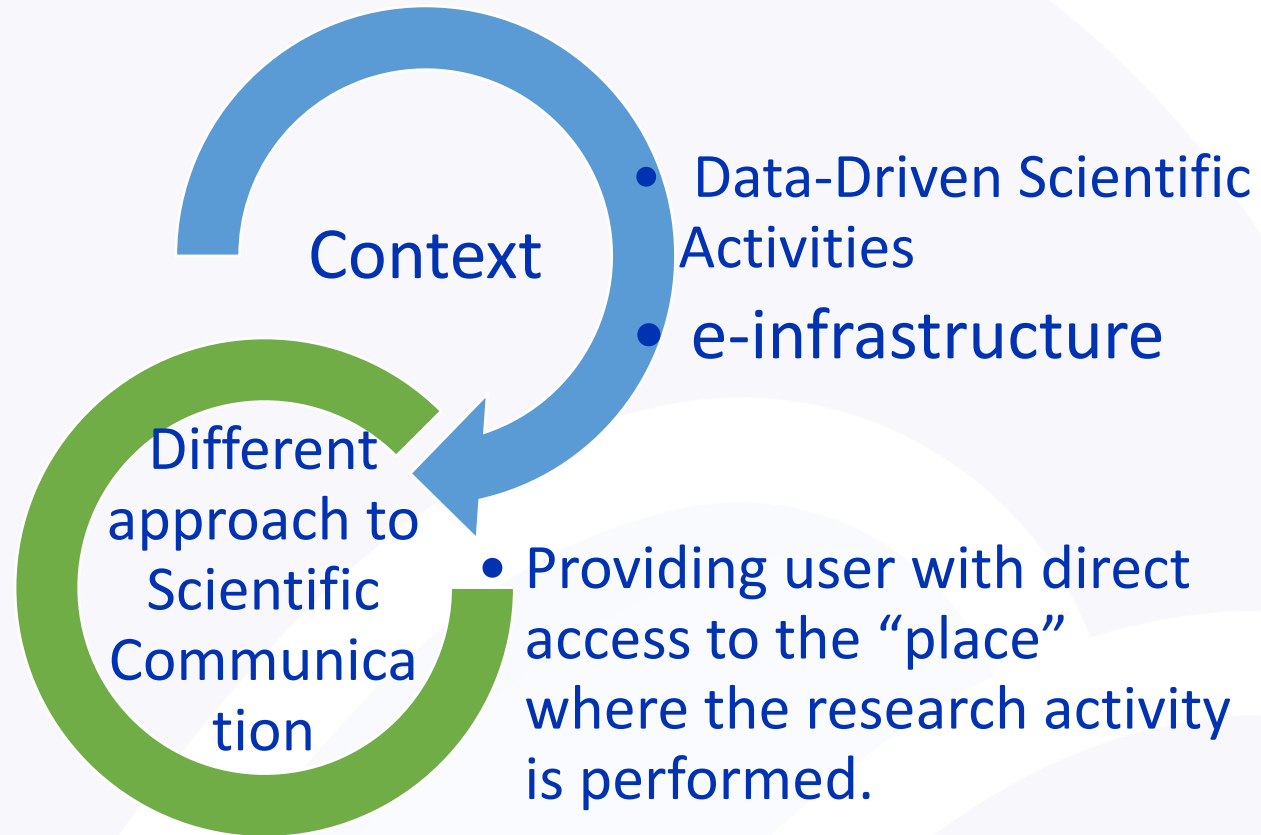 Context
• Data-Driven Scientific
Activities
• e-infrastructure
Different
approach to
Scientific
Communica
tion
• Providing user with direct
access to the “place”
where the research activity
is performed.